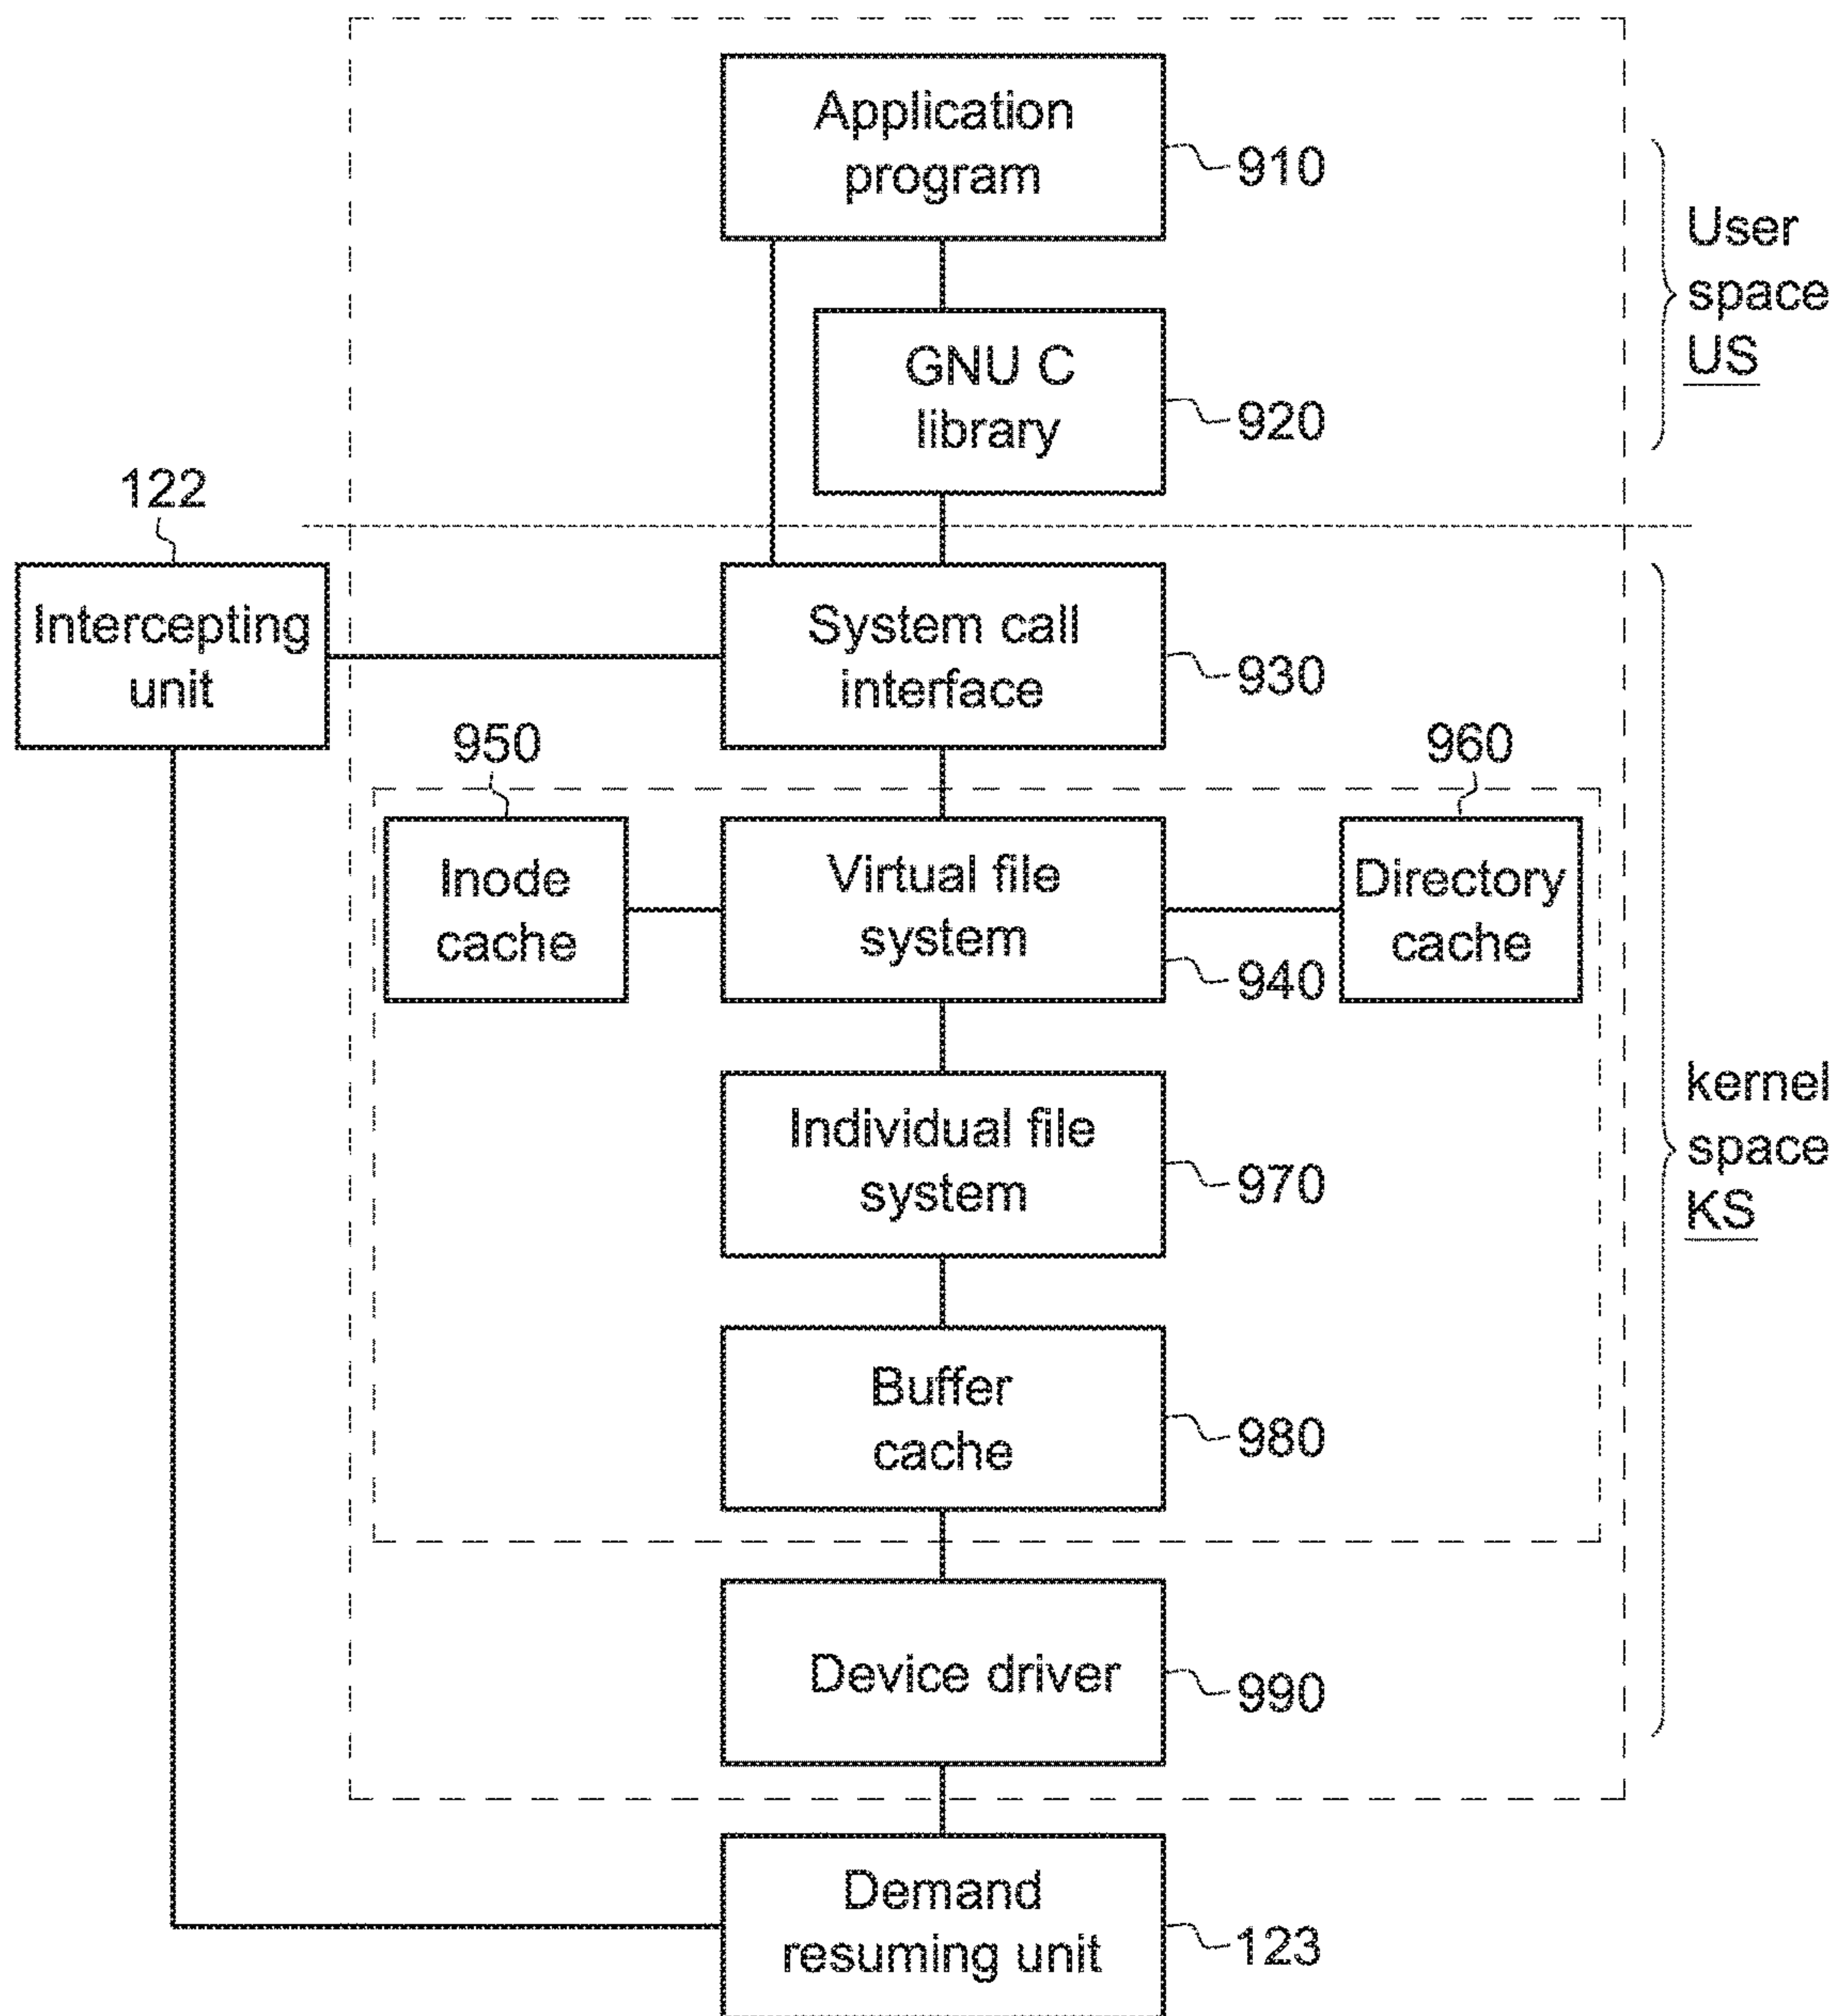 Application
program
910
User
space
US
GNU C
library
920
122
Intercepting
unit
System call
interface
930
950
960
Inode
cache
Virtual file
system
940
Directory
cache
kernel
space
KS
Individual file
system
970
Buffer
cache
980
Device driver
990
Demand
resuming unit
123